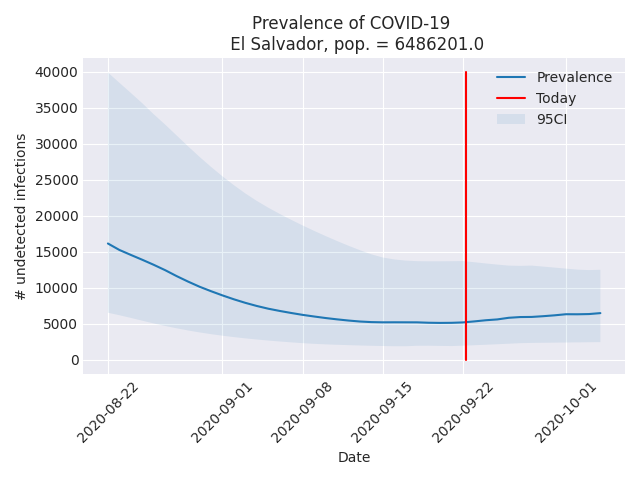 Prevalence of COVID-19
El Salvador, pop. = 6486201.0
40000
35000
30000
25000
20000
15000
10000
5000
0
# undetected infections
Prevalence
Today
95CI
2020-08-22
2020-09-01
2020-09-08
2020-09-15
2020-09-22
2020-10-01
Date